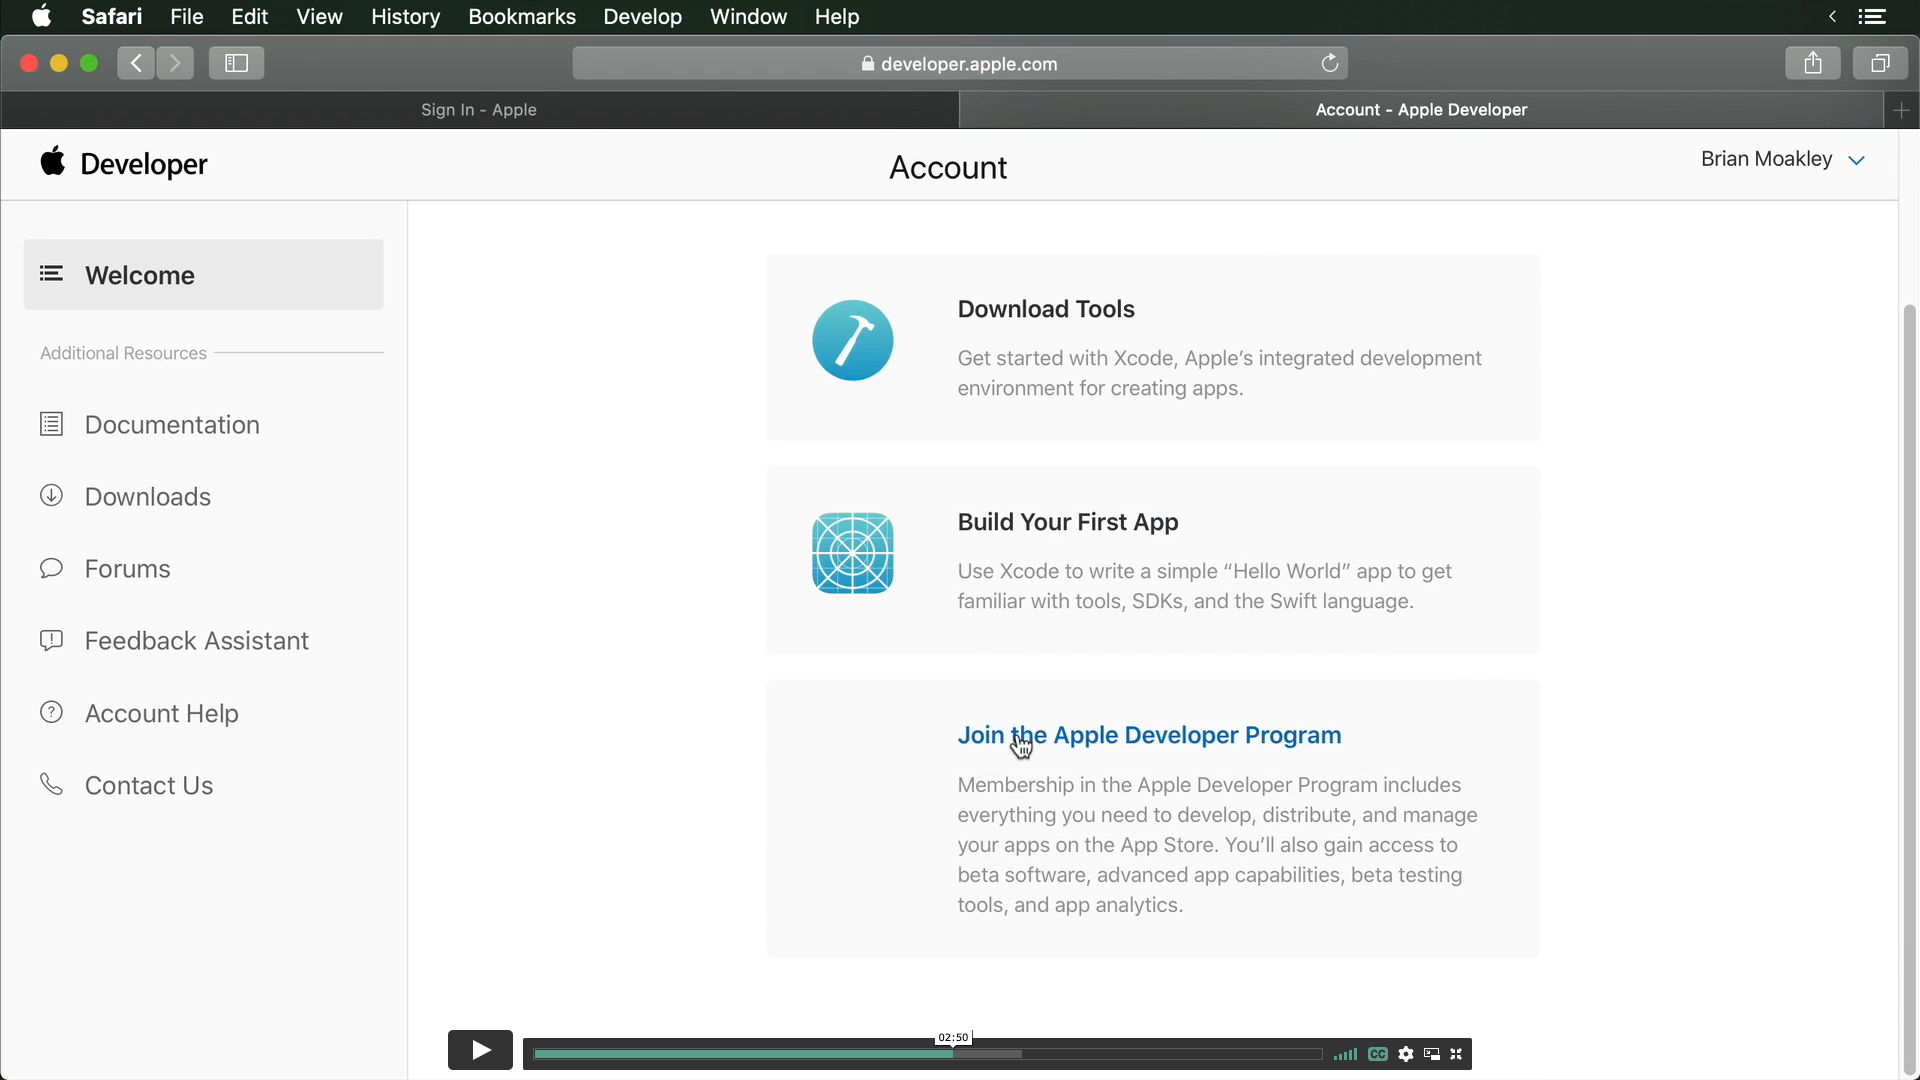 Safari File Edit View History Bookmarks Develop Window Help
developer.apple.com
Sign In - Apple
Account - Apple Developer
Developer
Account
Brian Moakley
Welcome
Additional Resources
Documentation
Downloads
Forums
Feedback Assistant
Account Help
Contact Us
Download Tools
Get started with Xcode, Apple’s integrated development
environment for creating apps.
Build Your First App
Use Xcode to write a simple “Hello World” app to get
familiar with tools, SDKs, and the Swift language.
Join the Apple Developer Program
Membership in the Apple Developer Program includes
everything you need to develop, distribute, and manage
your apps on the App Store. You’ll also gain access to
beta software, advanced app capabilities, beta testing
tools, and app analytics.
02:50
CC